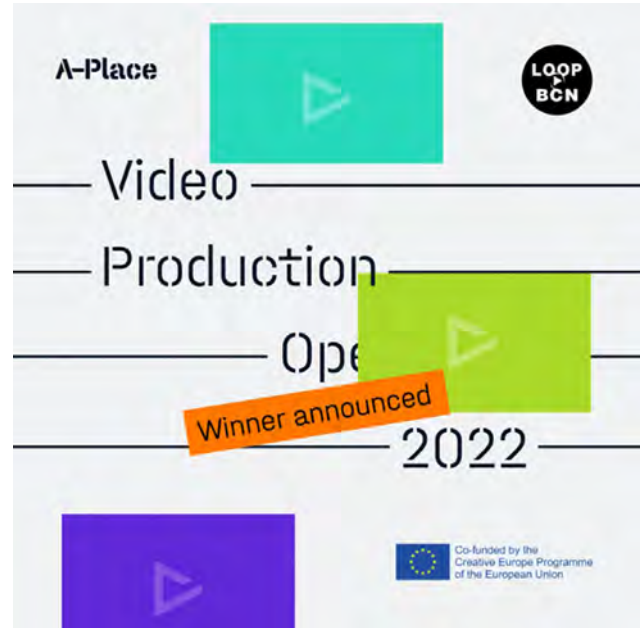 A-Place
LOOP
BCN
Video
Production
Ope
Winner announced
2022
Co-funded by the
Creative Europe Programme
of the European Union